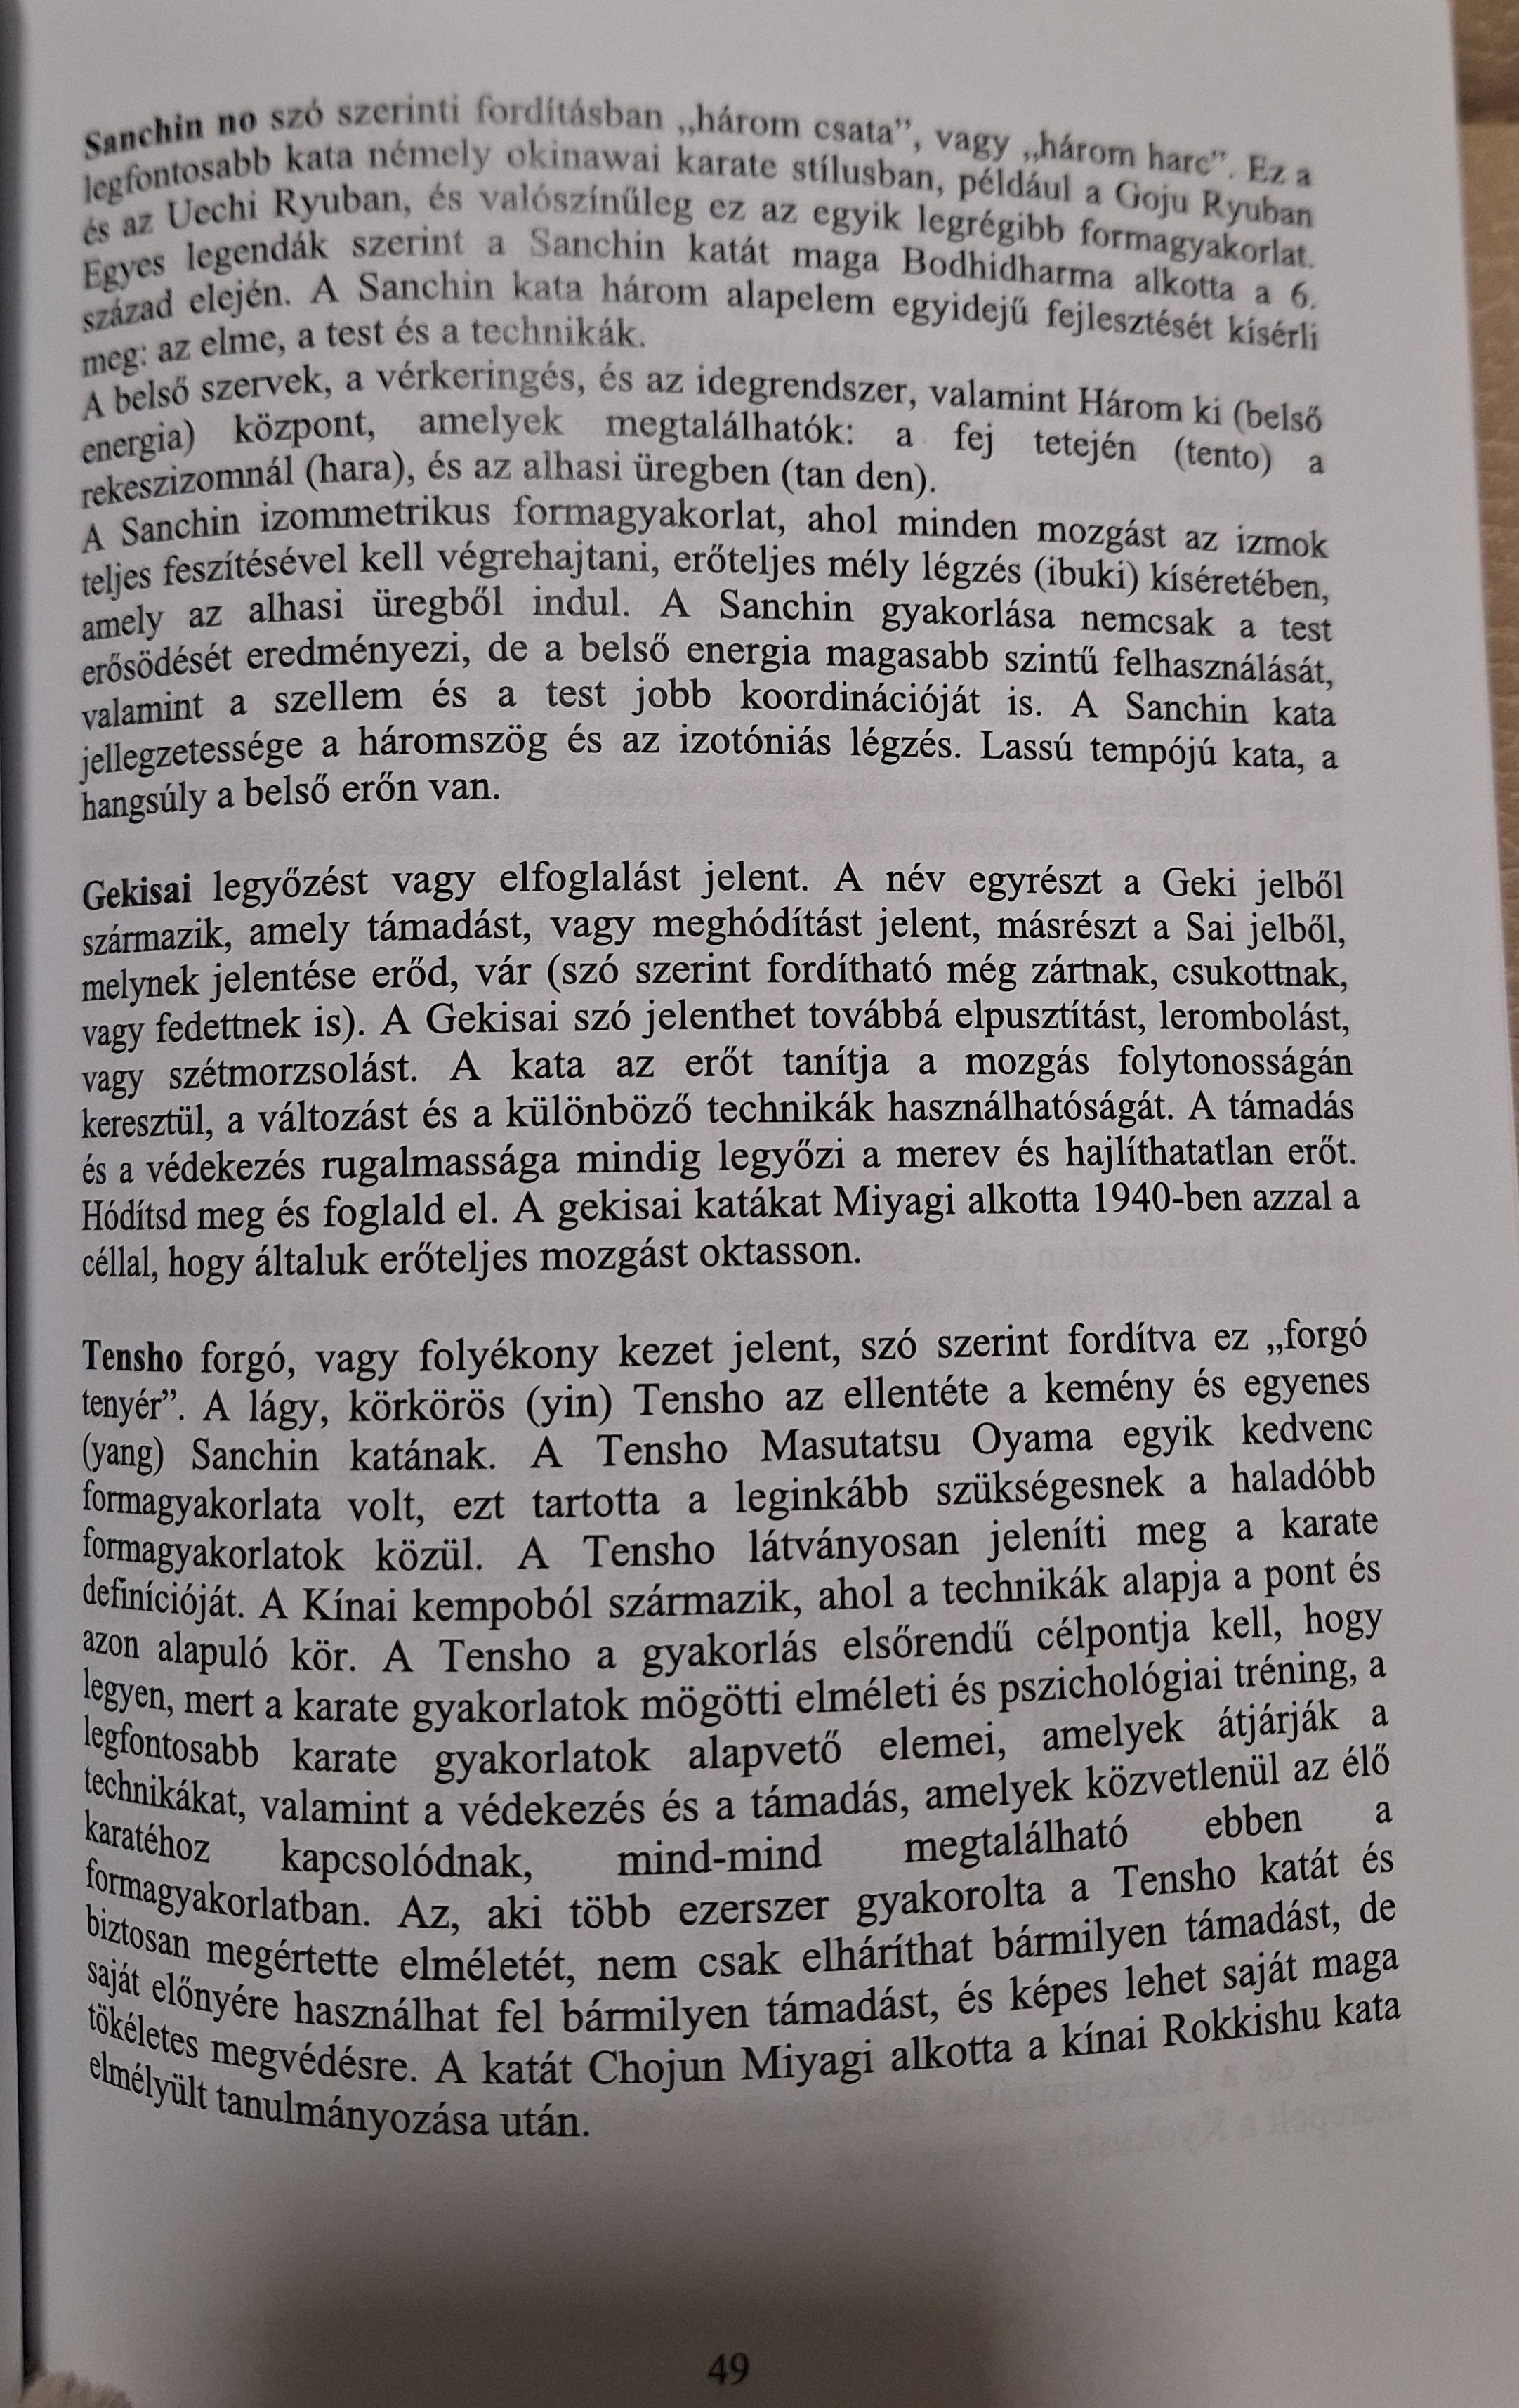 Sanchin no szó szerinti fordításban „három csata”, vagy „három harc”. Ez a
legfontosabb kata némely okinawai karate stílusban, például a Goju Ryuban
és az Uechi Ryuban, és valószínűleg ez az egyik legrégibb formagyakorlat.
Egyes legendák szerint a Sanchin katát maga Bodhidharma alkotta a 6.
század elején. A Sanchin kata három alapelem egyidejű fejlesztését kísérli
meg: az elme, a test és a technikák.
A belső szervek, a vérkeringés, és az idegrendszer, valamint Három ki (belső
energia) központ, amelyek megtalálhatók: a fej tetején (tento) a
rekeszizomnál (hara), és az alhasi üregben (tan den).
A Sanchin izommetrikus formagyakorlat, ahol minden mozgást az izmok
teljes feszítésével kell végrehajtani, erőteljes mély légzés (ibuki) kíséretében,
amely az alhasi üregből indul. A Sanchin gyakorlása nemcsak a test
erősödését eredményezi, de a belső energia magasabb szintű felhasználását,
valamint a szellem és a test jobb koordinációját is. A Sanchin kata
jellegzetessége a háromszög és az izotóniás légzés. Lassú tempójú kata, a
hangsúly a belső erőn van.
Gekisai legyőzést vagy elfoglalást jelent. A név egyrészt a Geki jelből
származik, amely támadást, vagy meghódítást jelent, másrészt a Sai jelből,
melynek jelentése erőd, vár (szó szerint fordítható még zártnak, csukottnak,
vagy fedettnek is). A Gekisai szó jelenthet továbbá elpusztítást, lerombolást,
vagy szétmorzsolást. A kata az erőt tanítja a mozgás folytonosságán
keresztül, a változást és a különböző technikák használhatóságát. A támadás
és a védekezés rugalmassága mindig legyőzi a merev és hajlíthatatlan erőt.
Hódítsd meg és foglald el. A gekisai katákat Miyagi alkotta 1940-ben azzal a
céllal, hogy általuk erőteljes mozgást oktasson.
Tensho forgó, vagy folyékony kezet jelent, szó szerint fordítva ez „forgó
tenyér”. A lágy, körkörös (yin) Tensho az ellentéte a kemény és egyenes
(yang) Sanchin katának. A Tensho Masutatsu Oyama egyik kedvenc
formagyakorlata volt, ezt tartotta a leginkább szükségesnek a haladóbb
formagyakorlatok közül. A Tensho látványosan jeleníti meg a karate
definícióját. A Kínai kempoból származik, ahol a technikák alapja a pont és
azon alapuló kör. A Tensho a gyakorlás elsőrendű célpontja kell, hogy
legyen, mert a karate gyakorlatok mögötti elméleti és pszichológiai tréning, a
legfontosabb karate gyakorlatok alapvető elemei, amelyek átjárják a
technikákat, valamint a védekezés és a támadás, amelyek közvetlenül az élő
karatéhoz kapcsolódnak, mind-mind megtalálható ebben a
formagyakorlatban. Az, aki több ezerszer gyakorolta a Tensho katát és
biztosan megértette elméletét, nem csak elháríthat bármilyen támadást, de
saját előnyére használhat fel bármilyen támadást, és képes lehet saját maga
tökéletes megvédésre. A katát Chojun Miyagi alkotta a kínai Rokkishu kata
elmélyült tanulmányozása után.
49